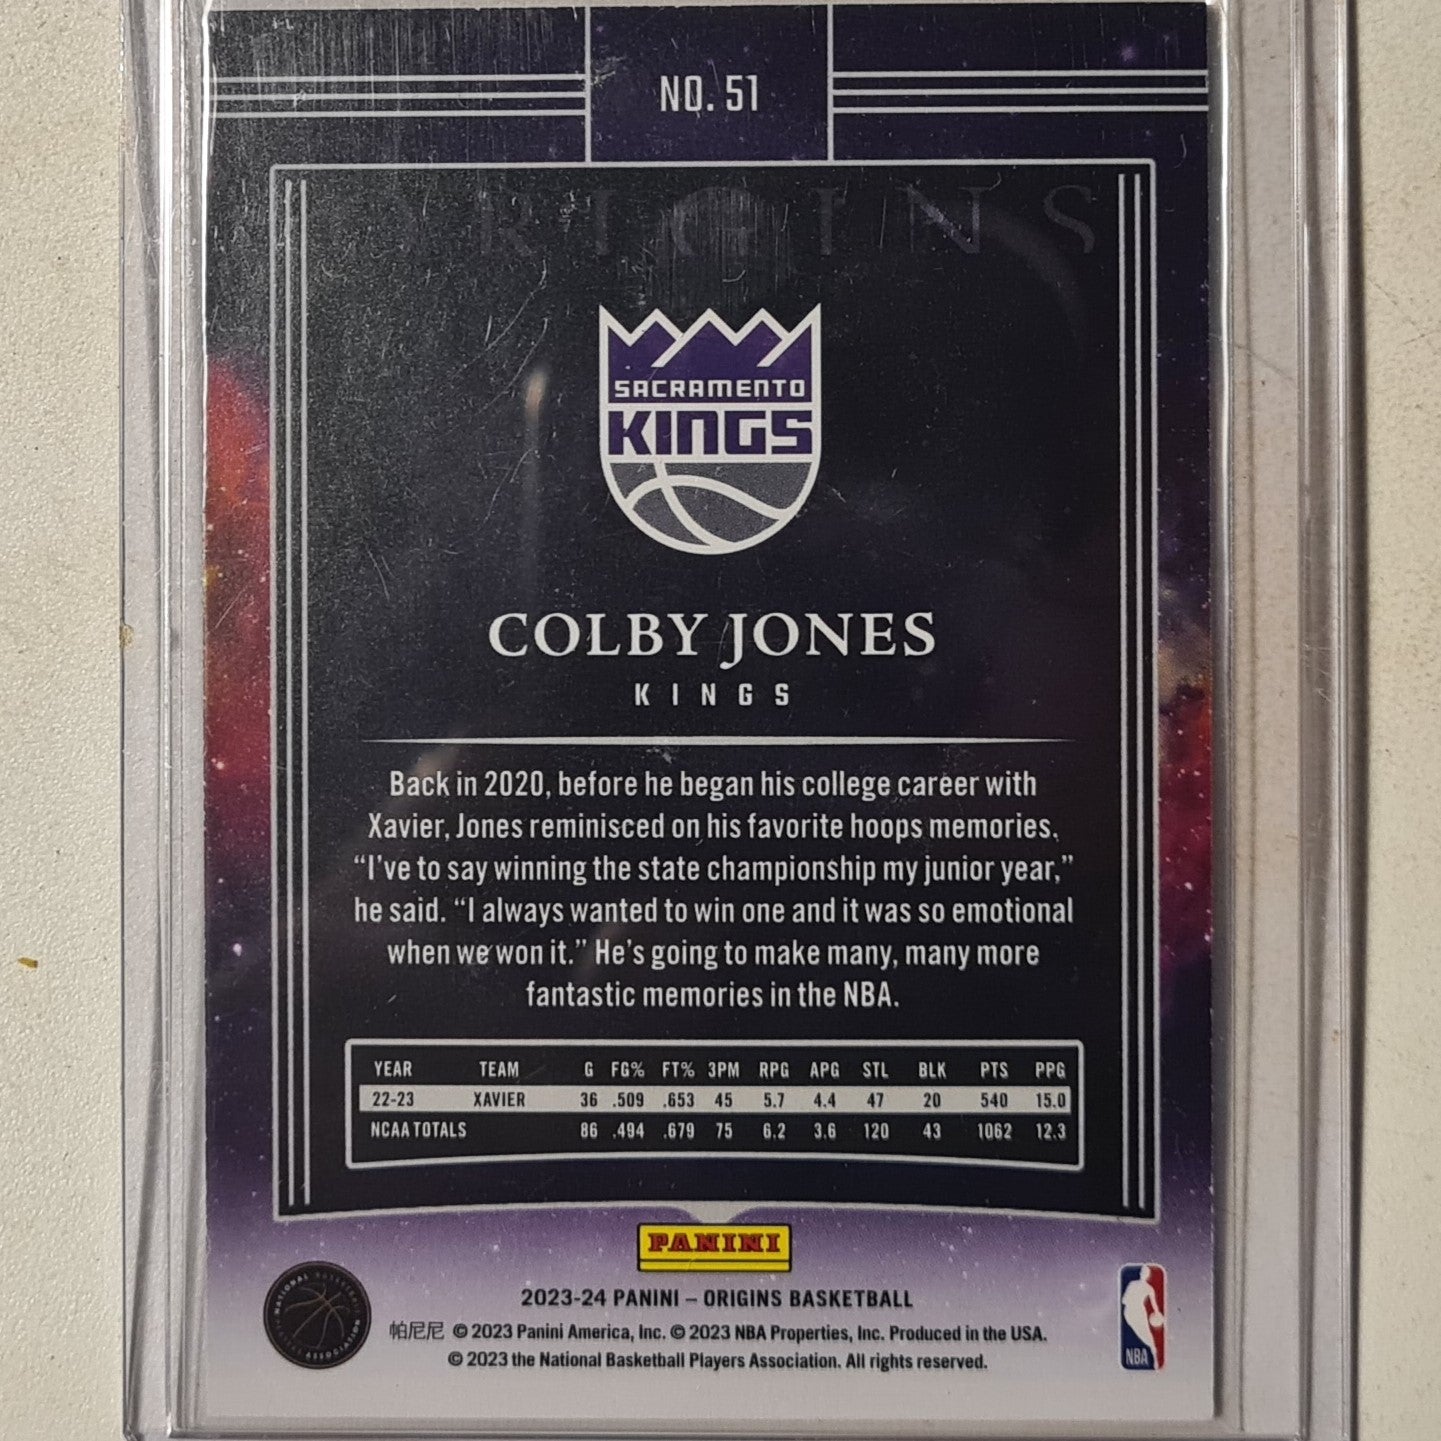 NO. 51
ORIGINS
SACRAMENTO
KINGS
COLBY JONES
KINGS
Back in 2020, before he began his college career with
Xavier, Jones reminisced on his favorite hoops memories.
“I’ve to say winning the state championship my junior year,”
he said. “I always wanted to win one and it was so emotional
when we won it.” He’s going to make many, many more
fantastic memories in the NBA.
YEAR TEAM G FG% FT% 3PM RPG APG STL BLK PTS PPG
22-23 XAVIER 36 .509 .653 45 5.7 4.4 47 20 540 15.0
NCAA TOTALS 86 .494 .679 75 6.2 3.6 120 43 1062 12.3
PANINI
2023-24 PANINI – ORIGINS BASKETBALL
帕尼尼 © 2023 Panini America, Inc. © 2023 NBA Properties, Inc. Produced in the USA.
© 2023 the National Basketball Players Association. All rights reserved.
NATIONAL BASKETBALL
PLAYERS ASSOCIATION
NBA